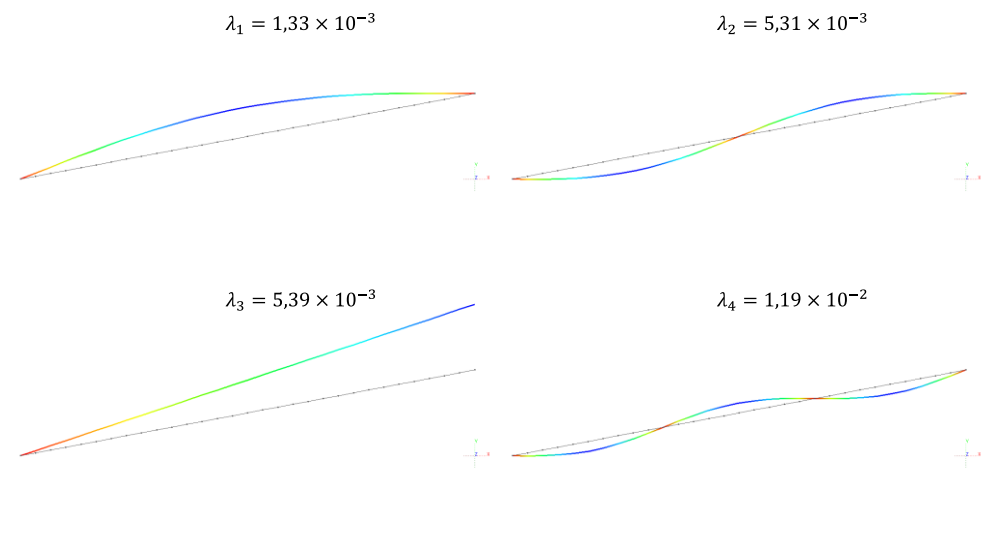 λ₁ = 1,33 × 10⁻³
λ₂ = 5,31 × 10⁻³
Y
Z X
Y
Z X
λ₃ = 5,39 × 10⁻³
λ₄ = 1,19 × 10⁻²
Y
Z X
Y
Z X